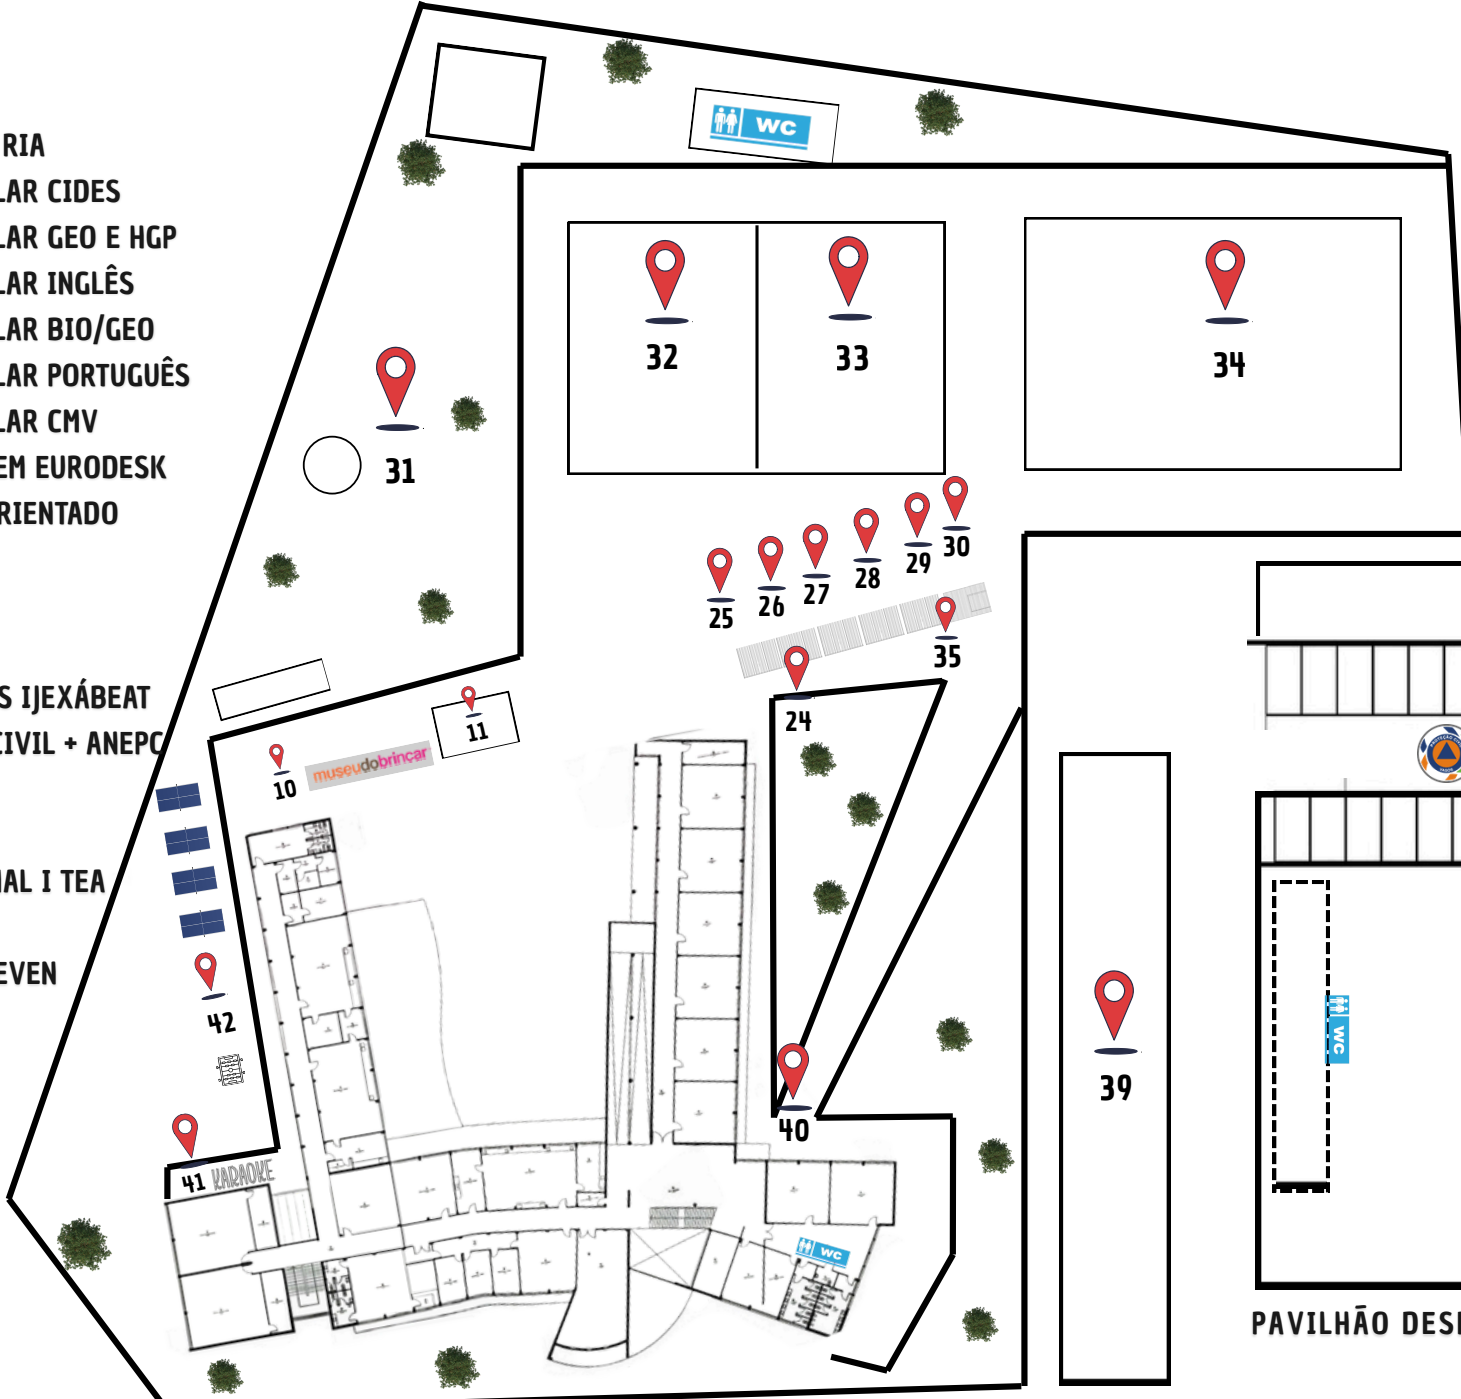 RIA
LAR CIDES
LAR GEO E HGP
LAR INGLÊS
LAR BIO/GEO
LAR PORTUGUÊS
LAR CMV
EM EURODESK
RIENTADO
S IJEXÁBEAT
CIVIL + ANEPC
NAL I TEA
EVEN
WC
32
33
34
31
25
26
27
28
29
30
35
24
11
10
museudobrincar
42
41 KARAOKE
40
39
WC
WC
PAVILHÃO DES